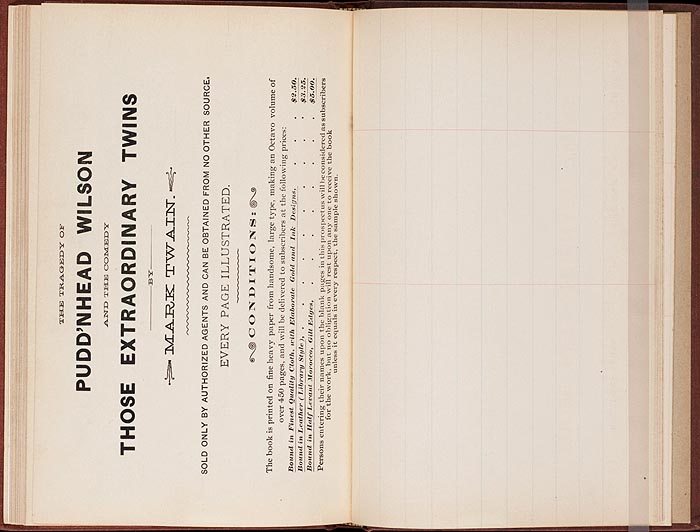 THE TRAGEDY OF
PUDD'NHEAD WILSON
AND THE COMEDY
THOSE EXTRAORDINARY TWINS
BY
MARK TWAIN.
SOLD ONLY BY AUTHORIZED AGENTS AND CAN BE OBTAINED FROM NO OTHER SOURCE.
EVERY PAGE ILLUSTRATED.
CONDITIONS:
The book is printed on fine heavy paper from handsome, large type, making an Octavo volume of
over 450 pages, and will be delivered to subscribers at the following prices:
Bound in Finest Quality Cloth, with Elaborate Gold and Ink Designs, . . $2.50.
Bound in Leather (Library Style), . . . . . . . $3.25.
Bound in Half Levant Morocco, Gilt Edges, . . . . . . $5.00.
Persons entering their names upon the blank pages in this prospectus will be considered as subscribers
for the work, but no obligation will rest upon any one to receive the book
unless it equals in every respect, the sample shown.